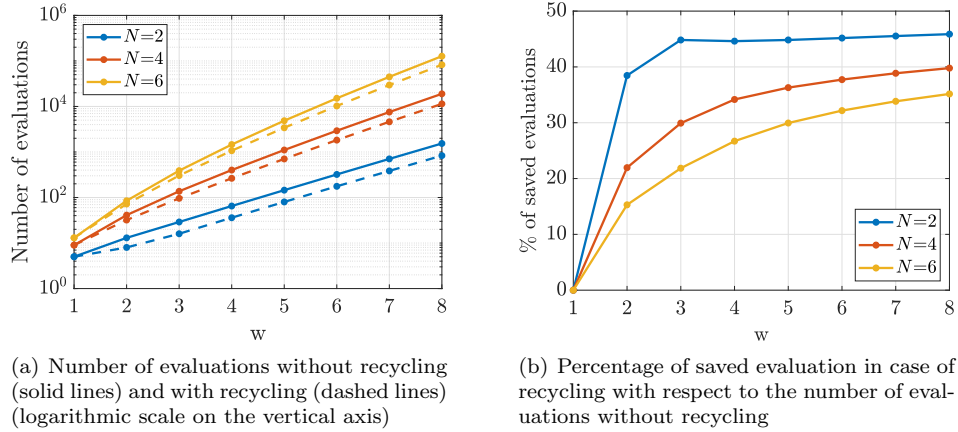 10^6
10^4
10^2
10^0
Number of evaluations
N=2
N=4
N=6
1 2 3 4 5 6 7 8
w
(a) Number of evaluations without recycling
(solid lines) and with recycling (dashed lines)
(logarithmic scale on the vertical axis)
50
40
30
20
10
0
% of saved evaluations
N=2
N=4
N=6
1 2 3 4 5 6 7 8
w
(b) Percentage of saved evaluation in case of
recycling with respect to the number of eval-
uations without recycling